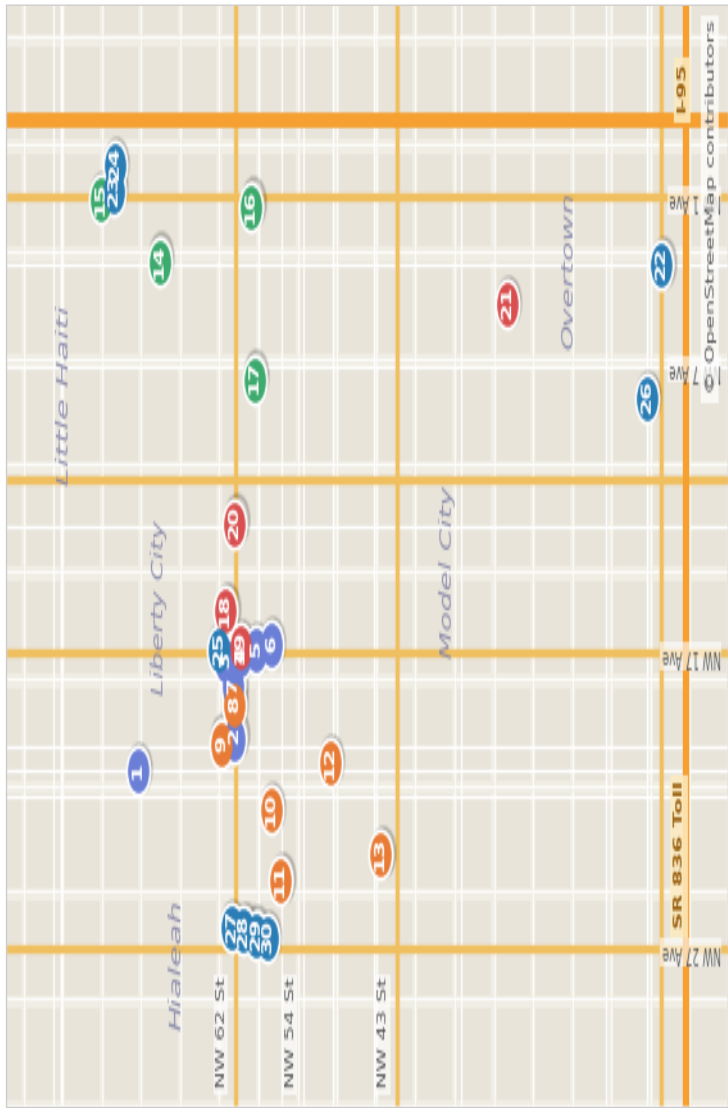 Little Haiti
Liberty City
Hialeah
Model City
Overtown
NW 62 St
NW 54 St
NW 43 St
NW 27 Ave
NW 17 Ave
7 Ave
1 Ave
SR 836 Toll
I-95
© OpenStreetMap contributors
1
2
5
6
7
8
9
10
11
12
13
14
15
16
17
18
20
21
22
23
24
25
26
27
28
29
30